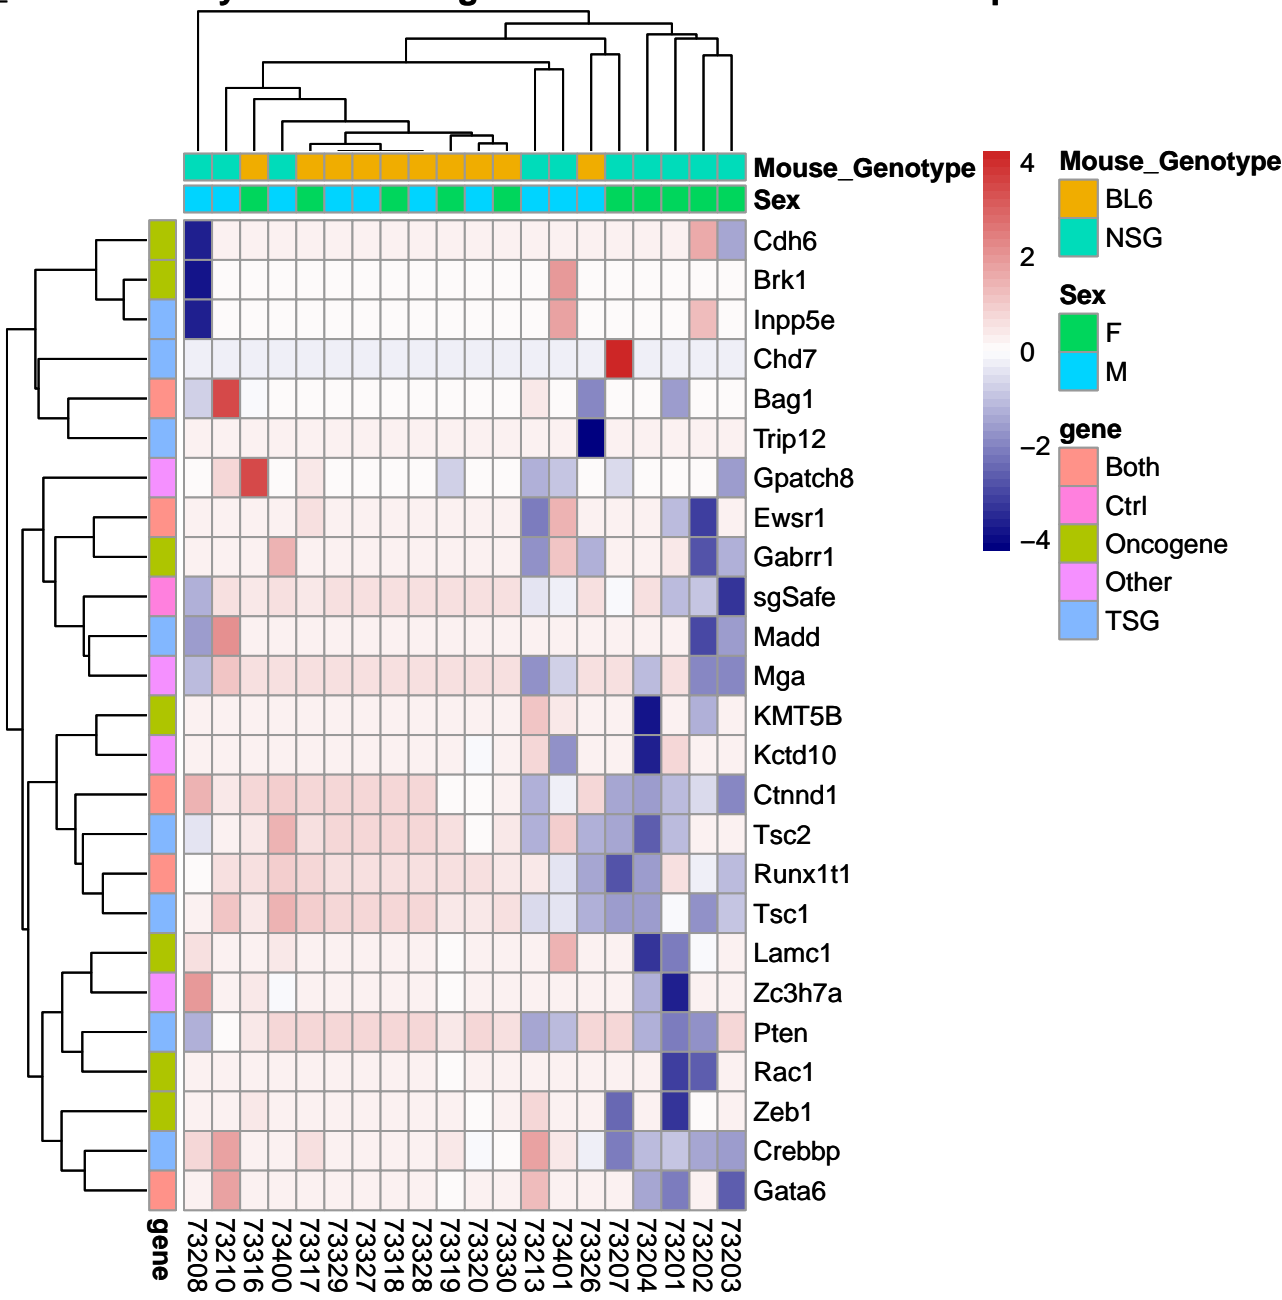 Mouse_Genotype
Sex
Cdh6
Brk1
Inpp5e
Chd7
Bag1
Trip12
Gpatch8
Ewsr1
Gabrr1
sgSafe
Madd
Mga
KMT5B
Kctd10
Ctnnd1
Tsc2
Runx1t1
Tsc1
Lamc1
Zc3h7a
Pten
Rac1
Zeb1
Crebbp
Gata6
gene
73208
73210
73316
73400
73317
73329
73327
73318
73328
73319
73320
73330
73213
73401
73326
73207
73204
73201
73202
73203
4
2
0
−2
−4
Mouse_Genotype
BL6
NSG
Sex
F
M
gene
Both
Ctrl
Oncogene
Other
TSG